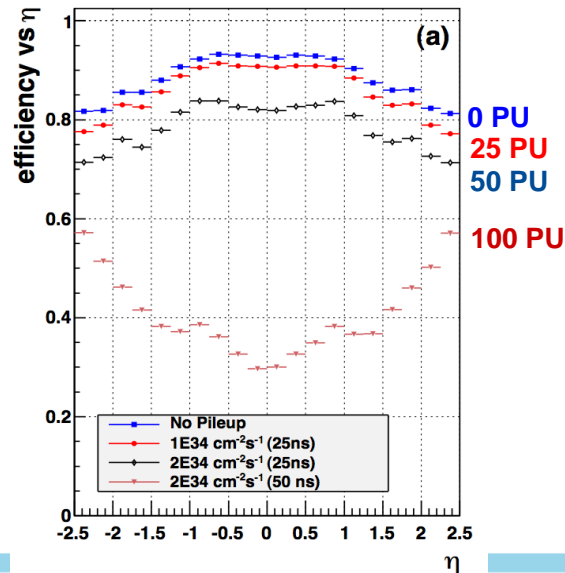 efficiency vs η
(a)
1
0.8
0.6
0.4
0.2
0
0 PU
25 PU
50 PU
100 PU
No Pileup
1E34 cm⁻²s⁻¹ (25ns)
2E34 cm⁻²s⁻¹ (25ns)
2E34 cm⁻²s⁻¹ (50 ns)
-2.5 -2 -1.5 -1 -0.5 0 0.5 1 1.5 2 2.5
η